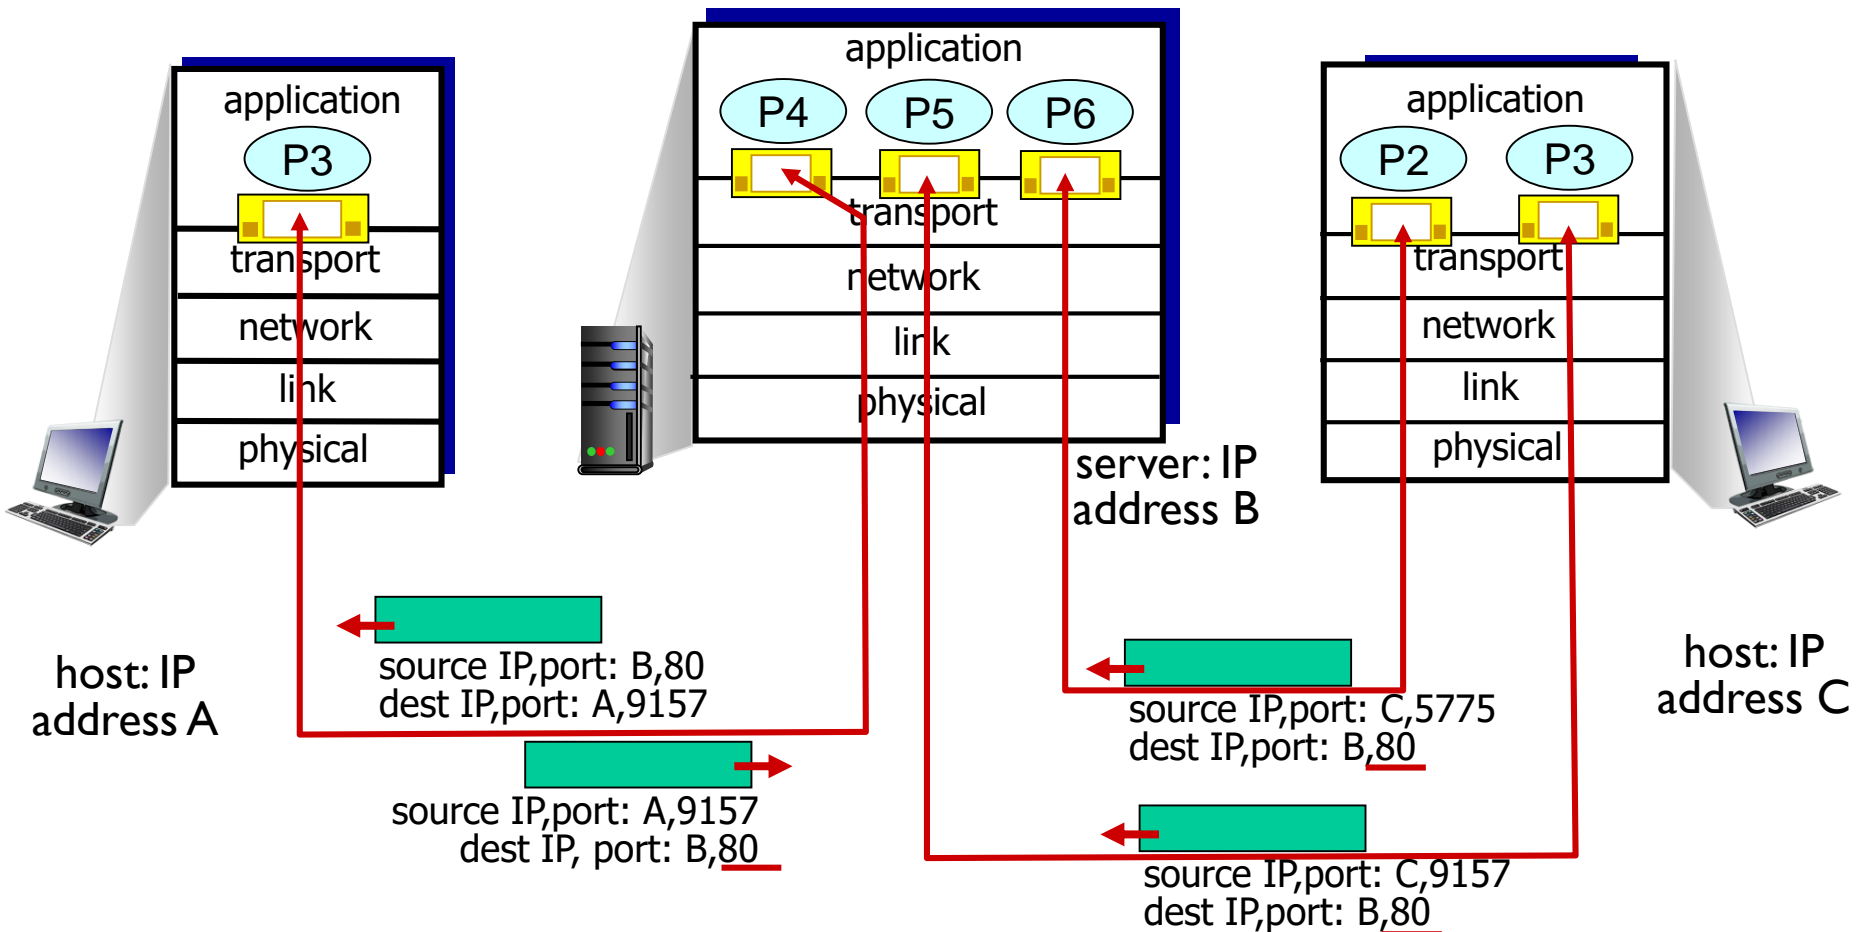 application
P3
transport
network
link
physical
host: IP
address A
application
P4 P5 P6
transport
network
link
physical
server: IP
address B
application
P2 P3
transport
network
link
physical
host: IP
address C
source IP,port: B,80
dest IP,port: A,9157
source IP,port: A,9157
dest IP, port: B,80
source IP,port: C,5775
dest IP,port: B,80
source IP,port: C,9157
dest IP,port: B,80